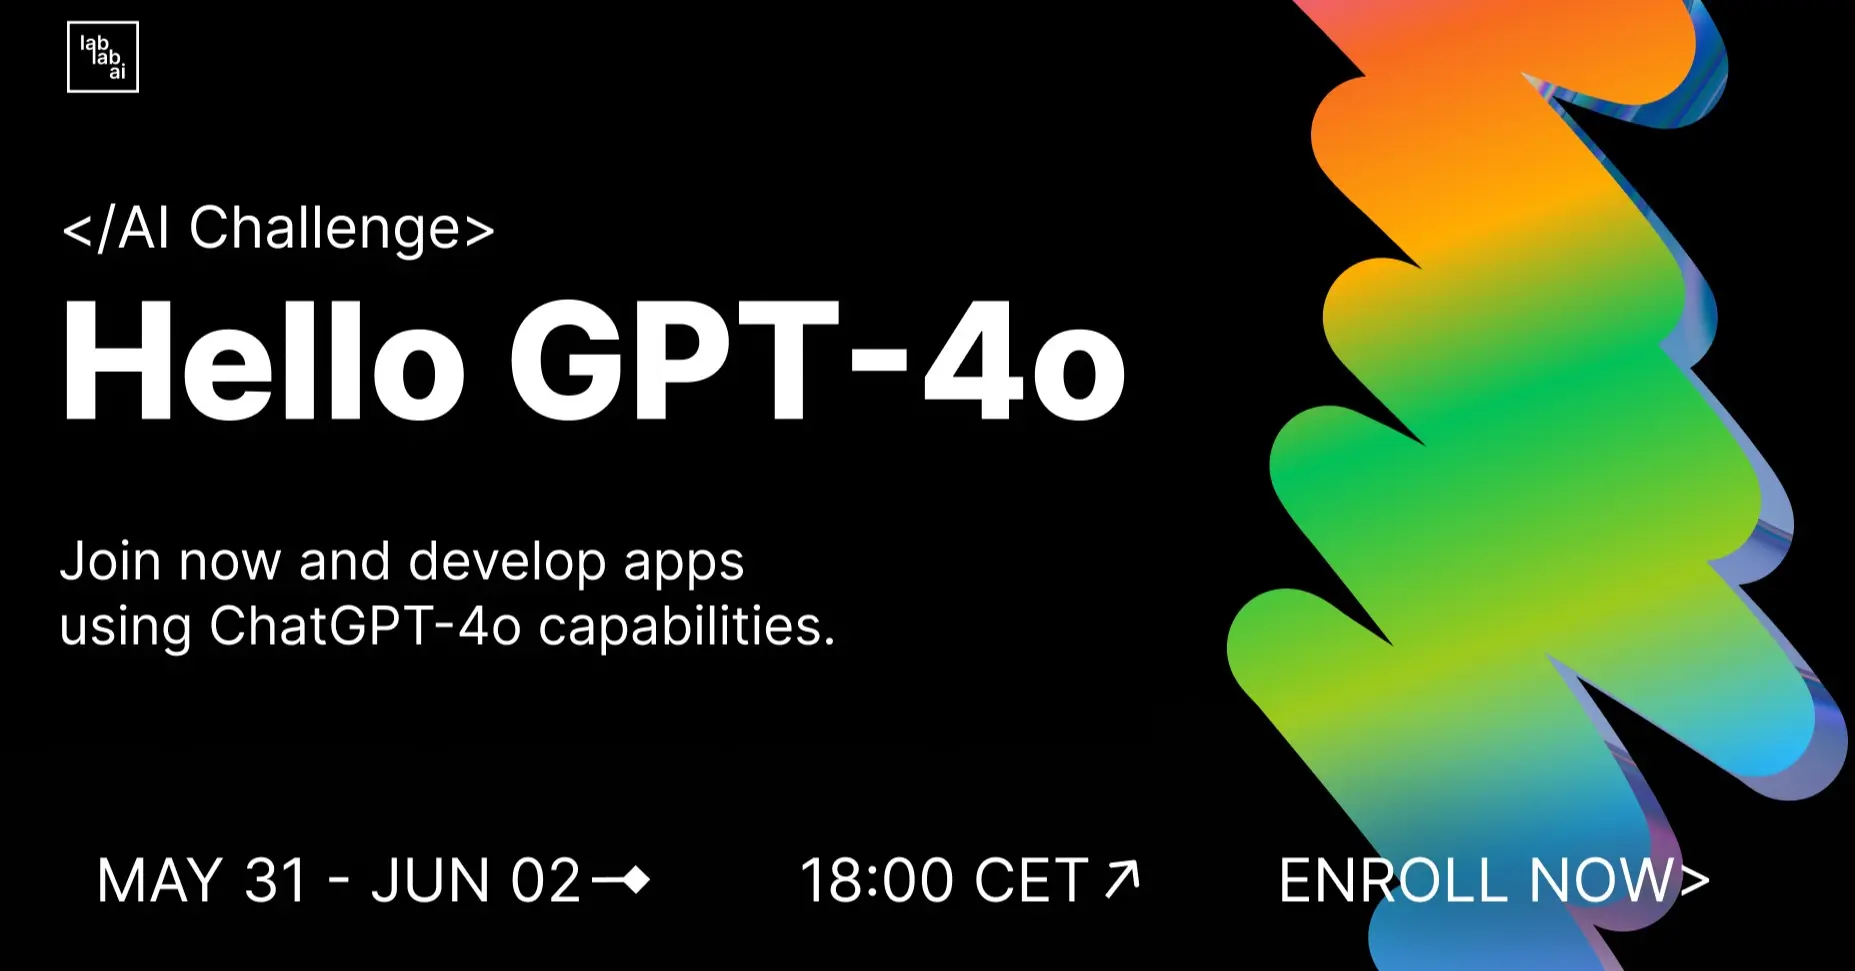 lab
lab
ai
</AI Challenge>
Hello GPT-4o
Join now and develop apps
using ChatGPT-4o capabilities.
MAY 31 - JUN 02
18:00 CET
ENROLL NOW>